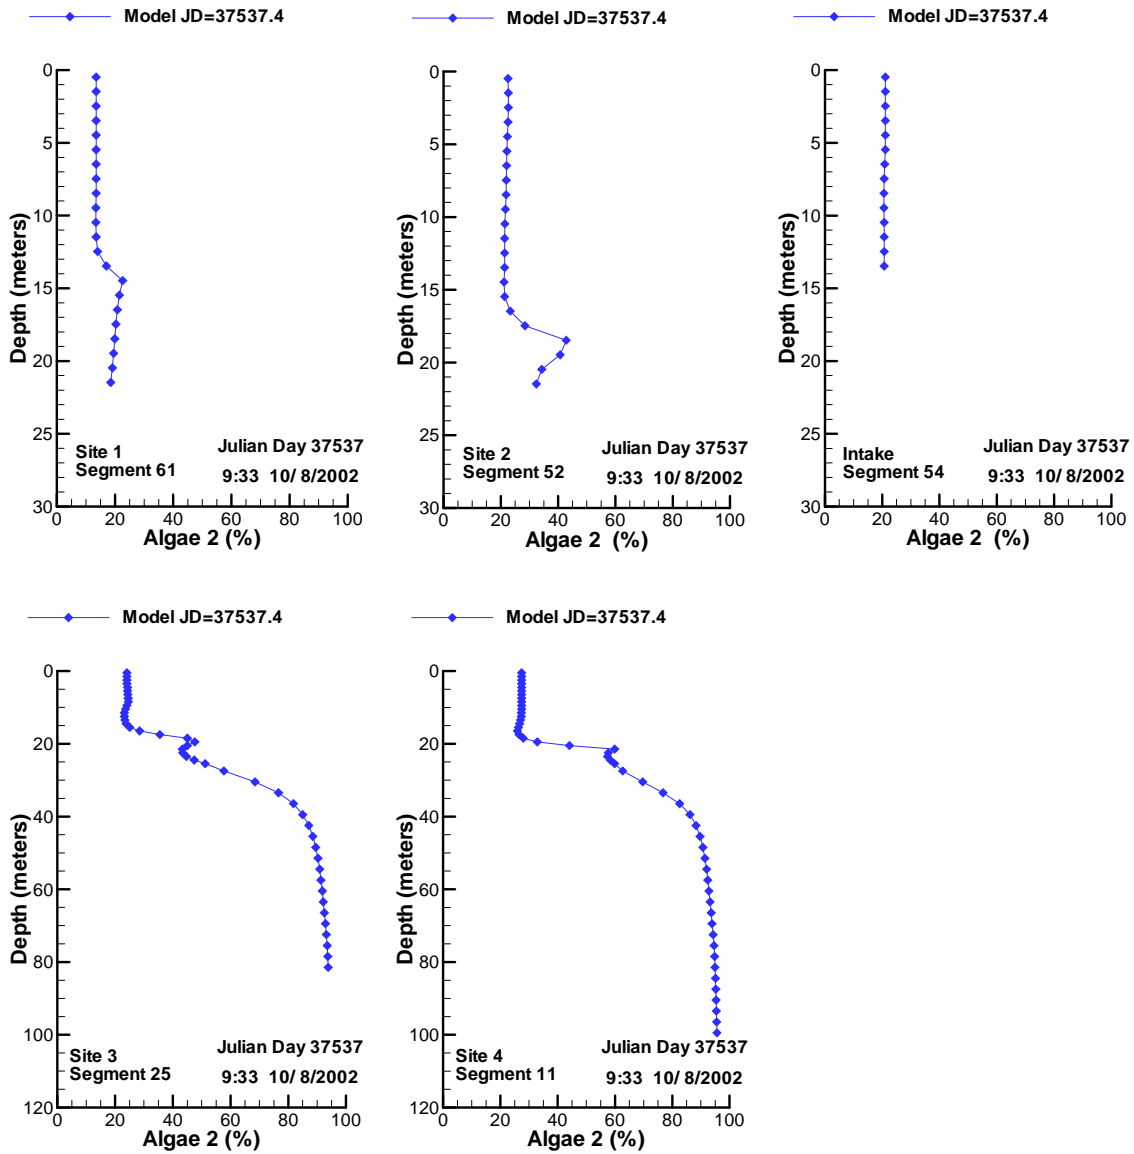 Model JD=37537.4
0
5
10
15
20
25
30
Depth (meters)
Site 1
Segment 61
Julian Day 37537
9:33 10/ 8/2002
0 20 40 60 80 100
Algae 2 (%)
Model JD=37537.4
0
5
10
15
20
25
30
Depth (meters)
Site 2
Segment 52
Julian Day 37537
9:33 10/ 8/2002
0 20 40 60 80 100
Algae 2 (%)
Model JD=37537.4
0
5
10
15
20
25
30
Depth (meters)
Intake
Segment 54
Julian Day 37537
9:33 10/ 8/2002
0 20 40 60 80 100
Algae 2 (%)
Model JD=37537.4
0
20
40
60
80
100
120
Depth (meters)
Site 3
Segment 25
Julian Day 37537
9:33 10/ 8/2002
0 20 40 60 80 100
Algae 2 (%)
Model JD=37537.4
0
20
40
60
80
100
120
Depth (meters)
Site 4
Segment 11
Julian Day 37537
9:33 10/ 8/2002
0 20 40 60 80 100
Algae 2 (%)